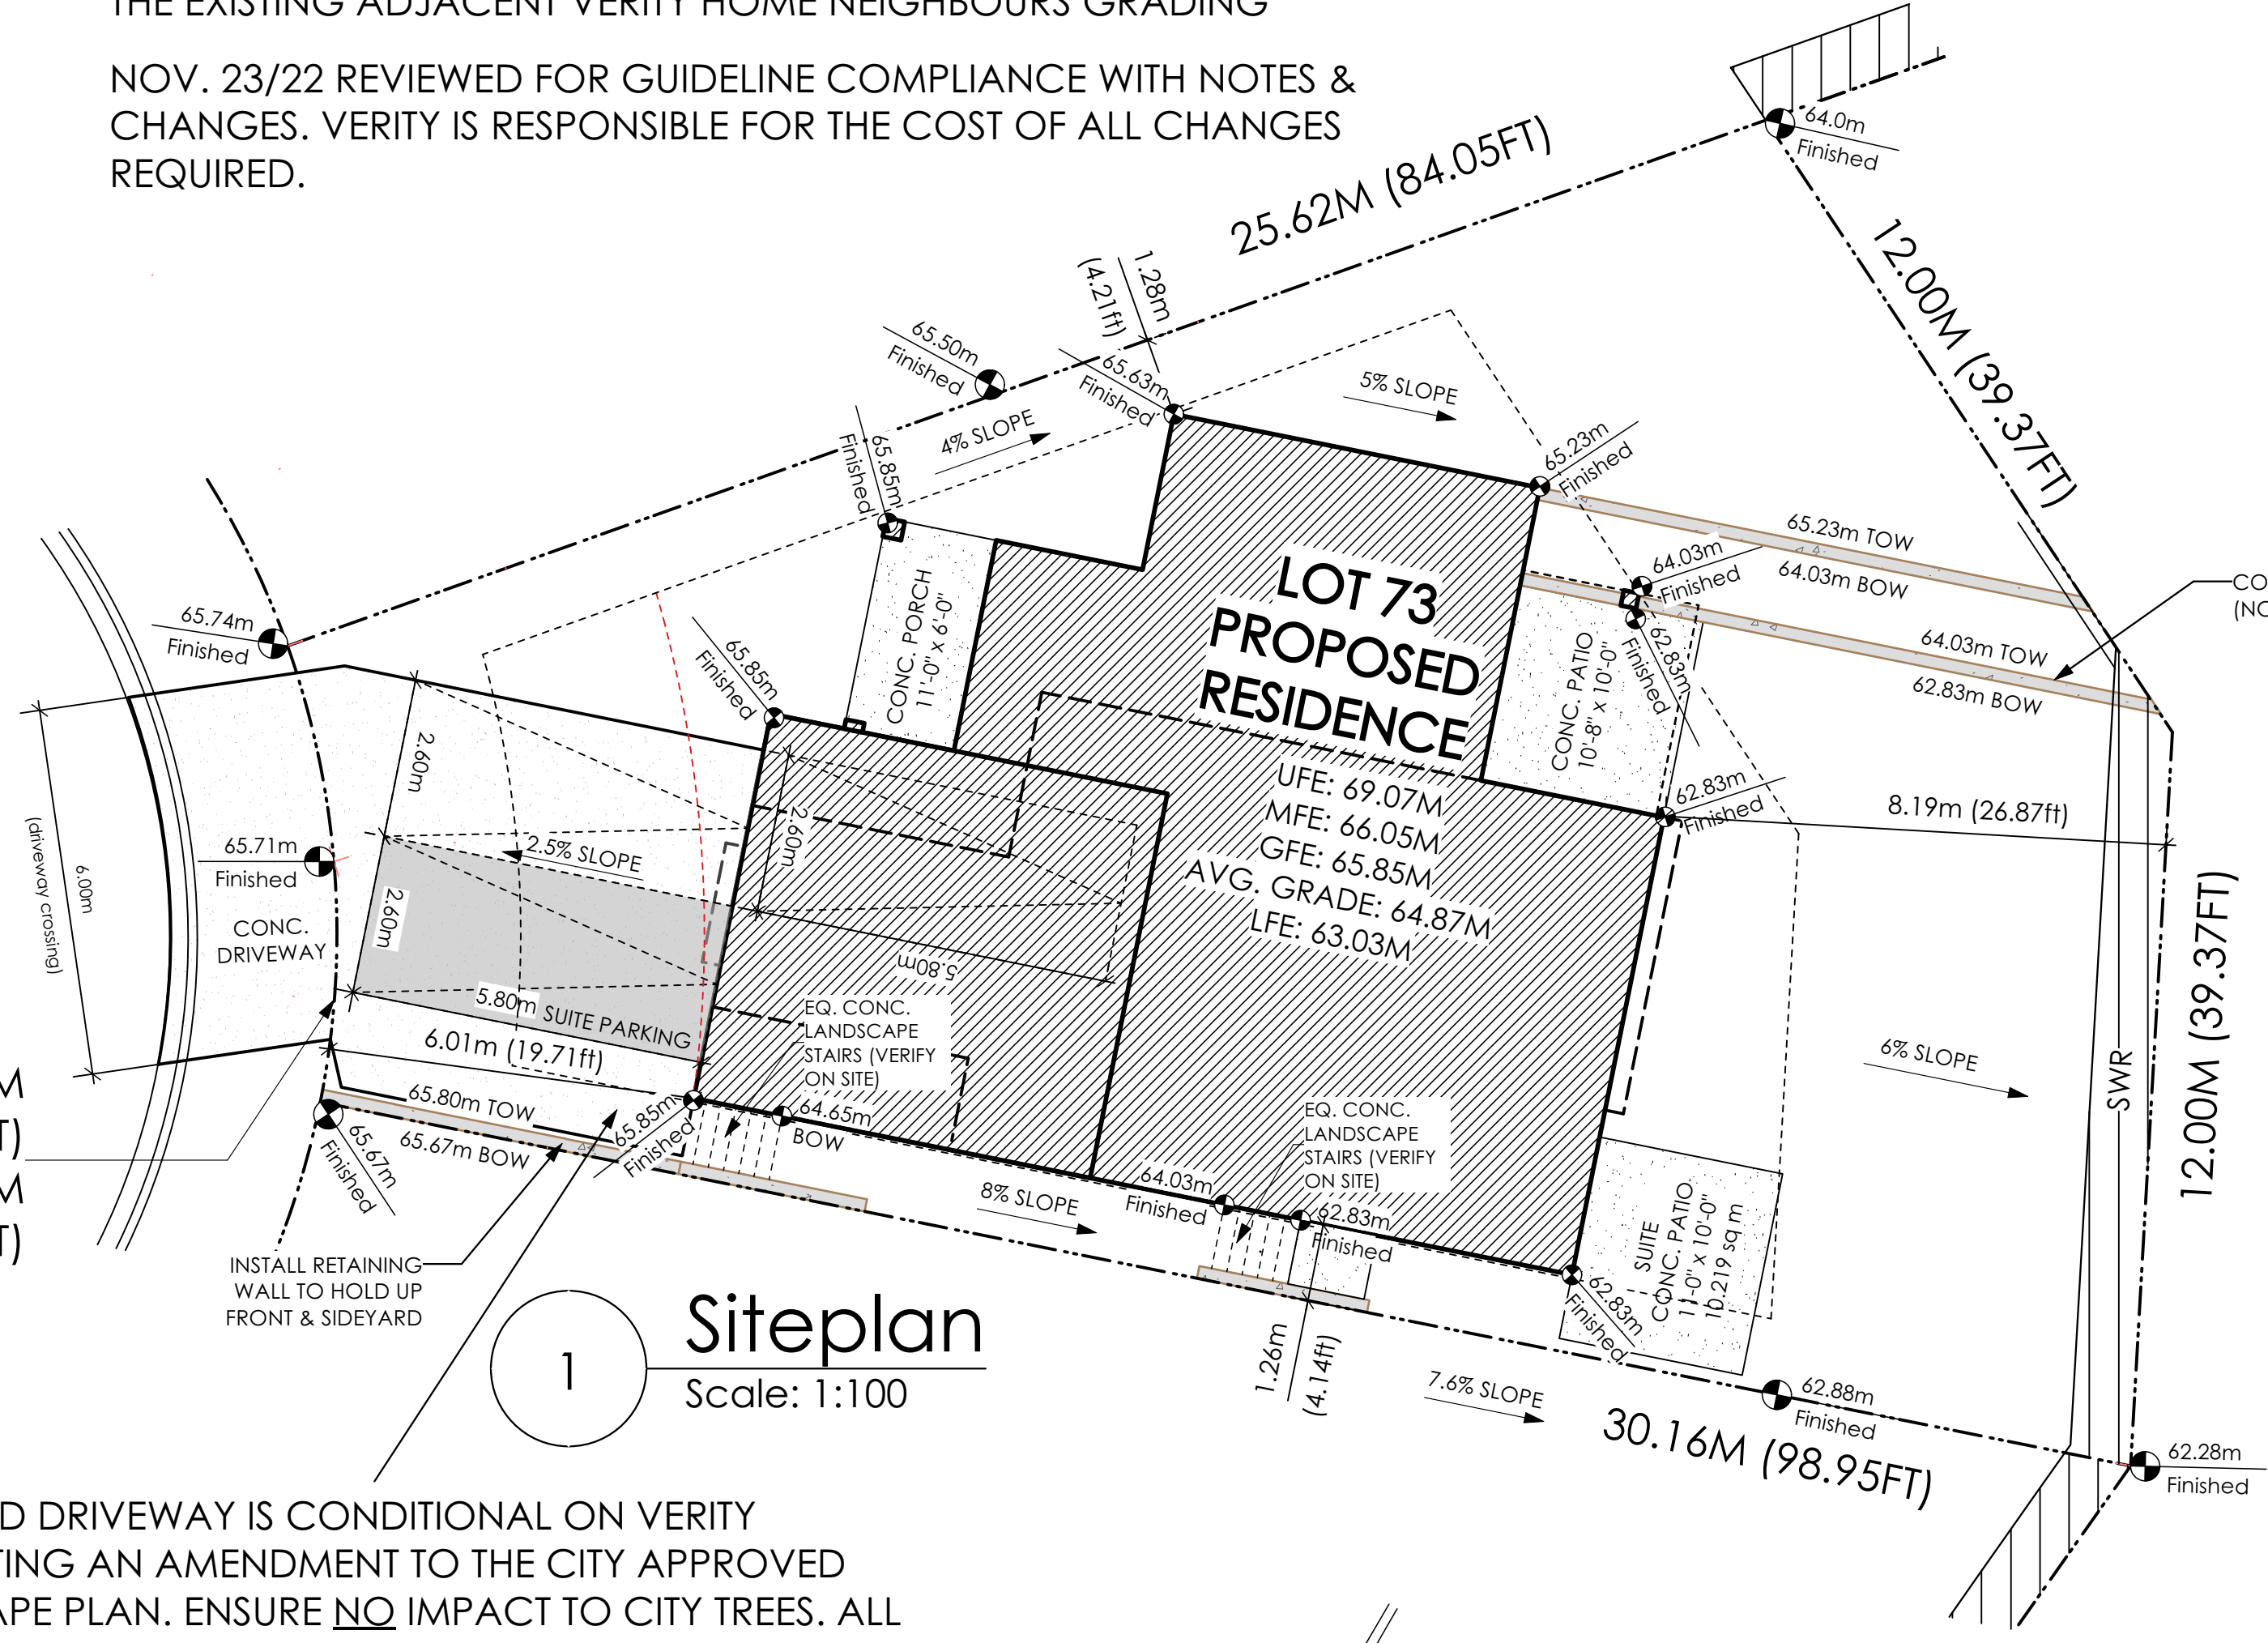 THE EXISTING ADJACENT VERITY HOME NEIGHBOURS GRADING
NOV. 23/22 REVIEWED FOR GUIDELINE COMPLIANCE WITH NOTES &
CHANGES. VERITY IS RESPONSIBLE FOR THE COST OF ALL CHANGES
REQUIRED.
64.0m
Finished
25.62M (84.05FT)
12.00M (39.37FT)
1.28m
(4.21ft)
65.50m
Finished
65.63m
Finished
5% SLOPE
4% SLOPE
65.85m
Finished
65.23m
Finished
65.23m TOW
64.03m BOW
64.03m
Finished
CO
(NO
65.74m
Finished
CONC. PORCH
11'-0" x 6'-0"
LOT 73
PROPOSED
RESIDENCE
CONC. PATIO
10'-8" x 10'-0"
62.83m
Finished
64.03m TOW
62.83m BOW
65.85m
Finished
UFE: 69.07M
MFE: 66.05M
GFE: 65.85M
AVG. GRADE: 64.87M
LFE: 63.03M
62.83m
Finished
8.19m (26.87ft)
2.60m
2.60m
2.5% SLOPE
65.71m
Finished
6.00m
(driveway crossing)
CONC.
DRIVEWAY
2.60m
5.80m
5.80m SUITE PARKING
6.01m (19.71ft)
EQ. CONC.
LANDSCAPE
STAIRS (VERIFY
ON SITE)
12.00M (39.37FT)
6% SLOPE
SWR
M
T)
M
T)
65.80m TOW
65.67m BOW
65.67m
Finished
65.85m
Finished
64.65m
BOW
EQ. CONC.
LANDSCAPE
STAIRS (VERIFY
ON SITE)
64.03m
Finished
62.83m
Finished
8% SLOPE
SUITE
CONC. PATIO
11'-0" x 10'-0"
10.219 sq m
62.83m
Finished
INSTALL RETAINING
WALL TO HOLD UP
FRONT & SIDEYARD
1
Siteplan
Scale: 1:100
1.26m
(4.14ft)
7.6% SLOPE
62.88m
Finished
30.16M (98.95FT)
62.28m
Finished
D DRIVEWAY IS CONDITIONAL ON VERITY
TING AN AMENDMENT TO THE CITY APPROVED
APE PLAN. ENSURE NO IMPACT TO CITY TREES. ALL